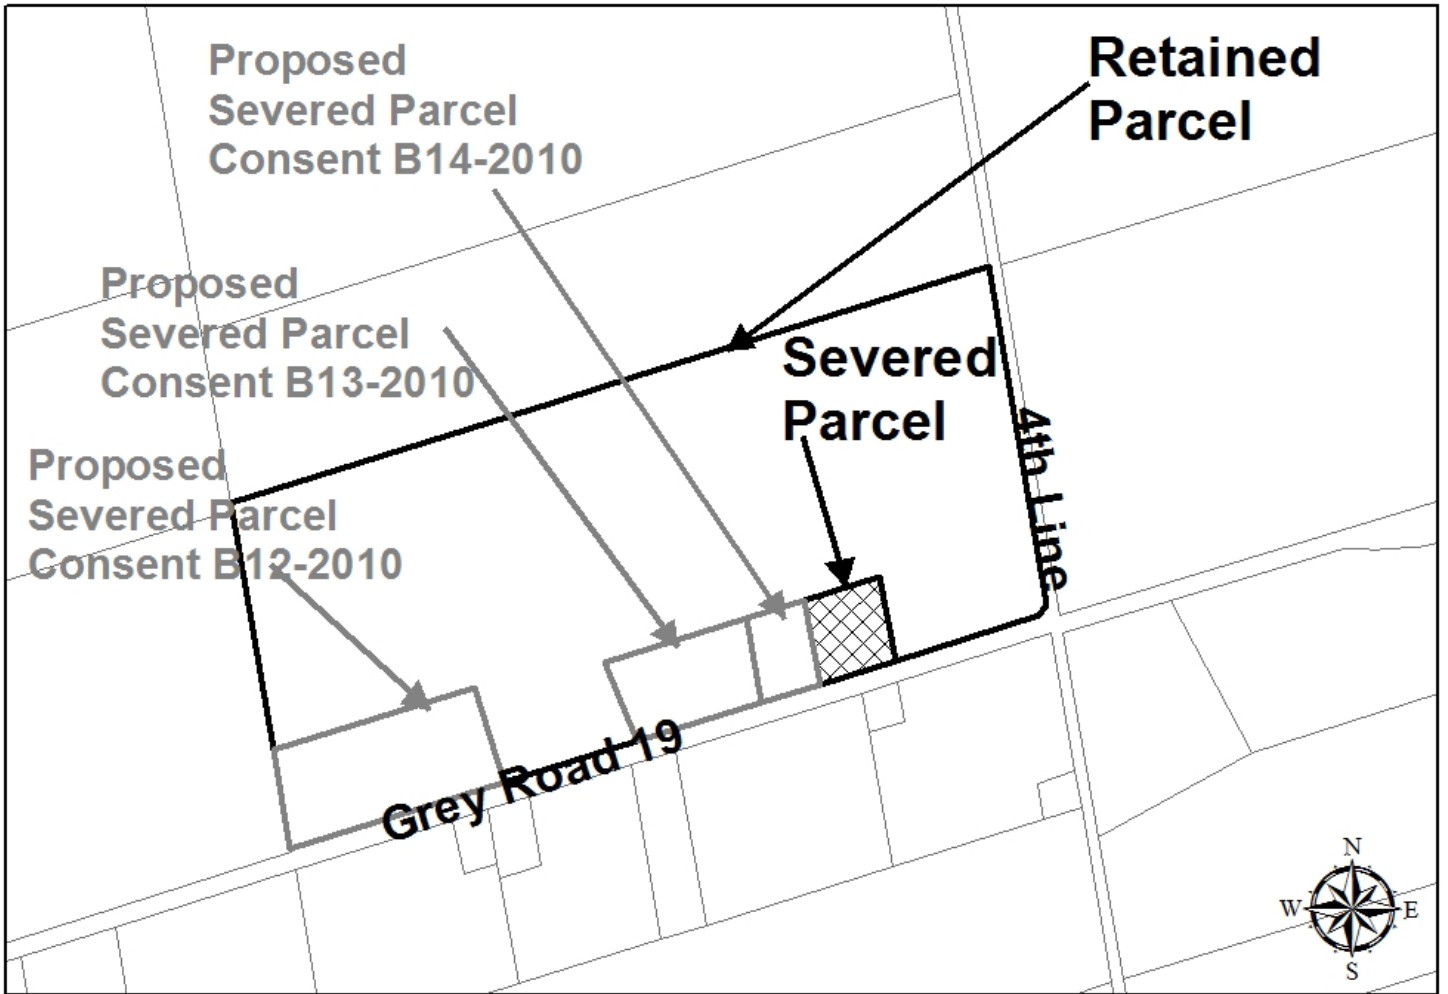 Proposed
Severed Parcel
Consent B14-2010
Retained
Parcel
Proposed
Severed Parcel
Consent B13-2010
Severed
Parcel
4th Line
Proposed
Severed Parcel
Consent B12-2010
Grey Road 19
N
W
E
S